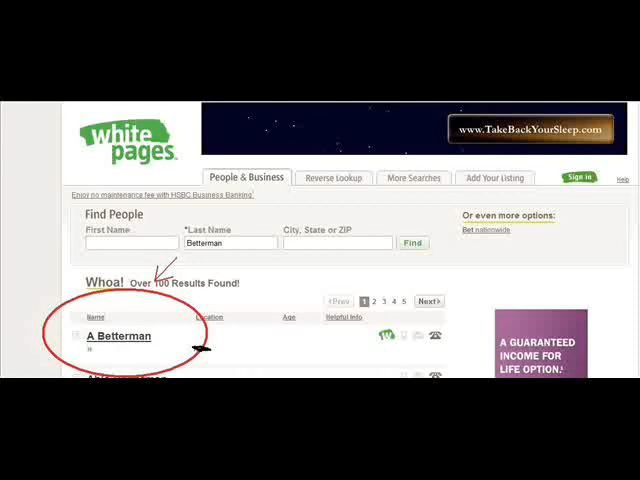 white
pages
www.TakeBackYourSleep.com
People & Business
Reverse Lookup
More Searches
Add Your Listing
Sign in
Help
Enjoy no maintenance fee with HSBC Business Banking
Find People
Or even more options:
First Name
*Last Name
City, State or ZIP
Bet nationwide
Betterman
Find
Whoa! Over 100 Results Found!
Prev 1 2 3 4 5 Next
Name Location Age Helpful Info
A Betterman
A GUARANTEED
INCOME FOR
LIFE OPTION.